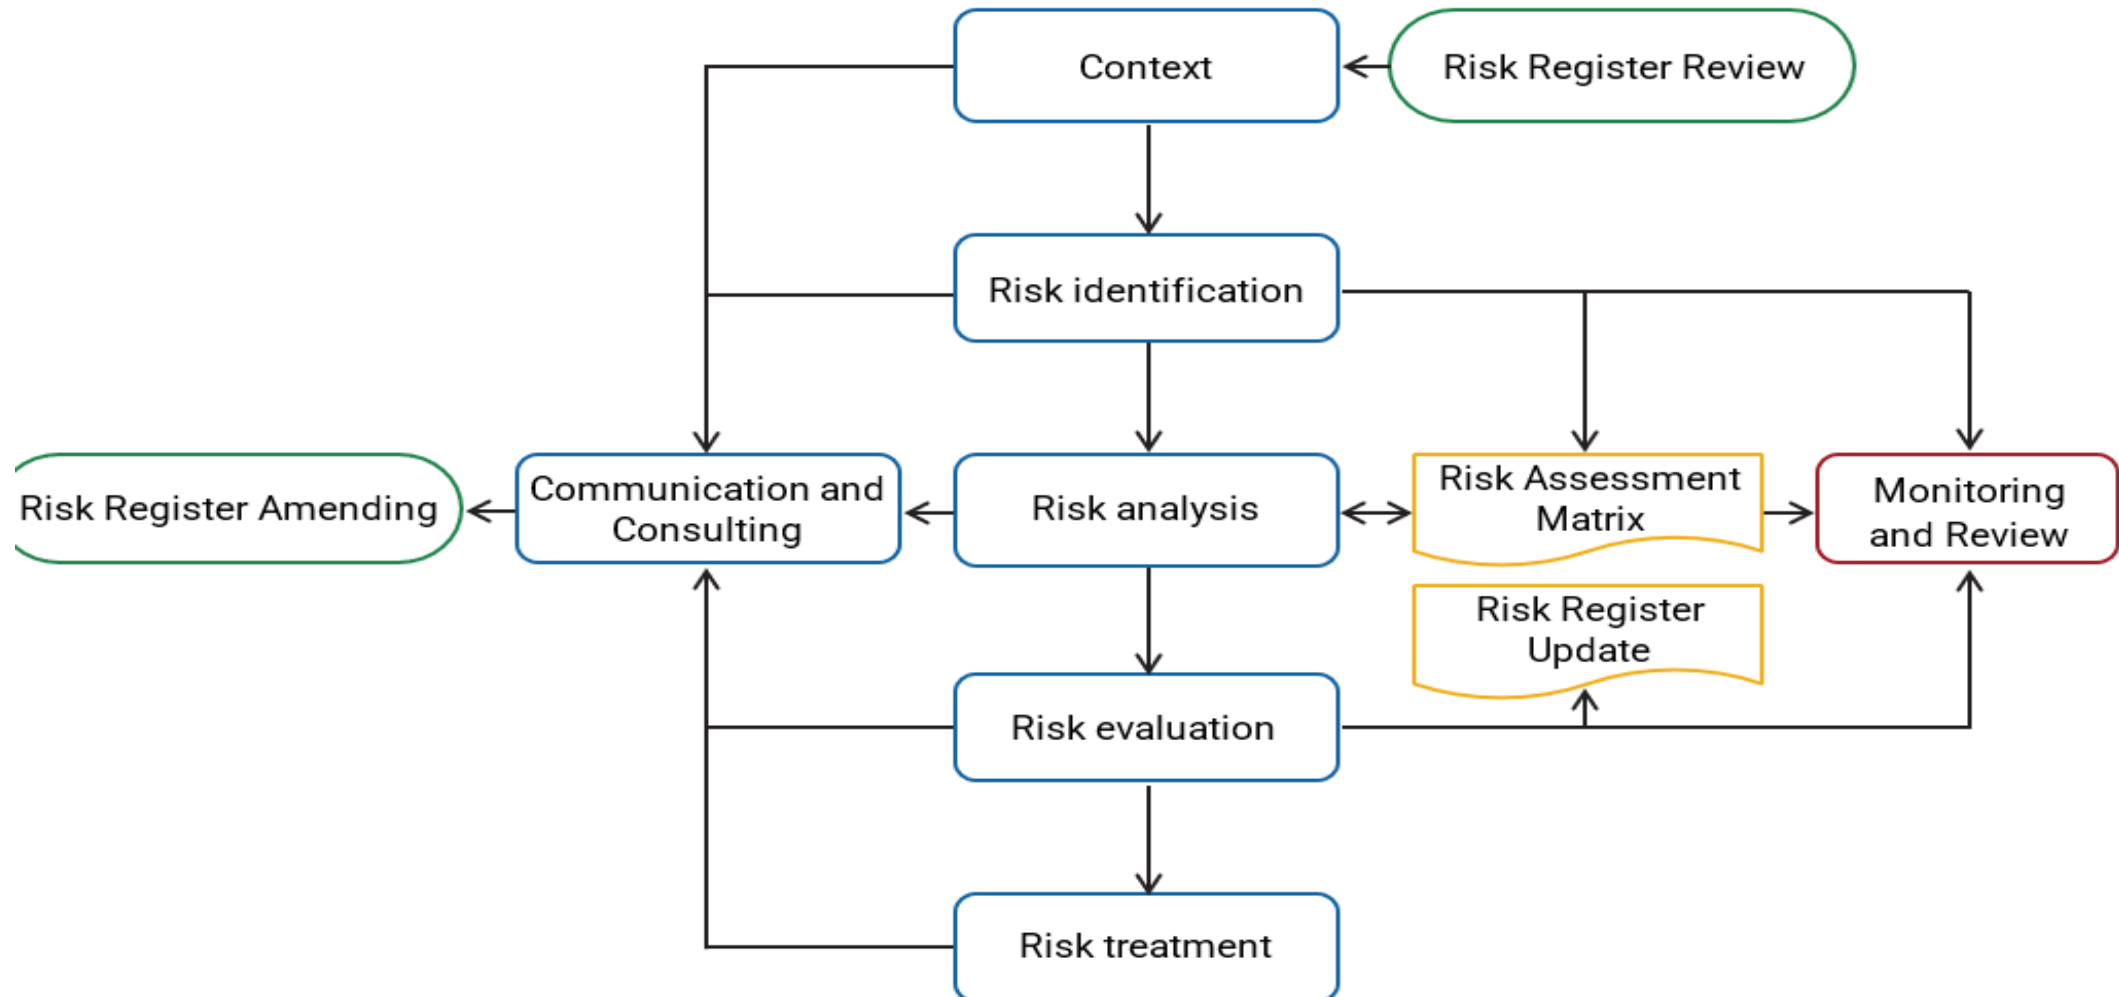 Context
Risk Register Review
Risk identification
Risk Register Amending
Communication and
Consulting
Risk analysis
Risk Assessment
Matrix
Monitoring
and Review
Risk Register
Update
Risk evaluation
Risk treatment